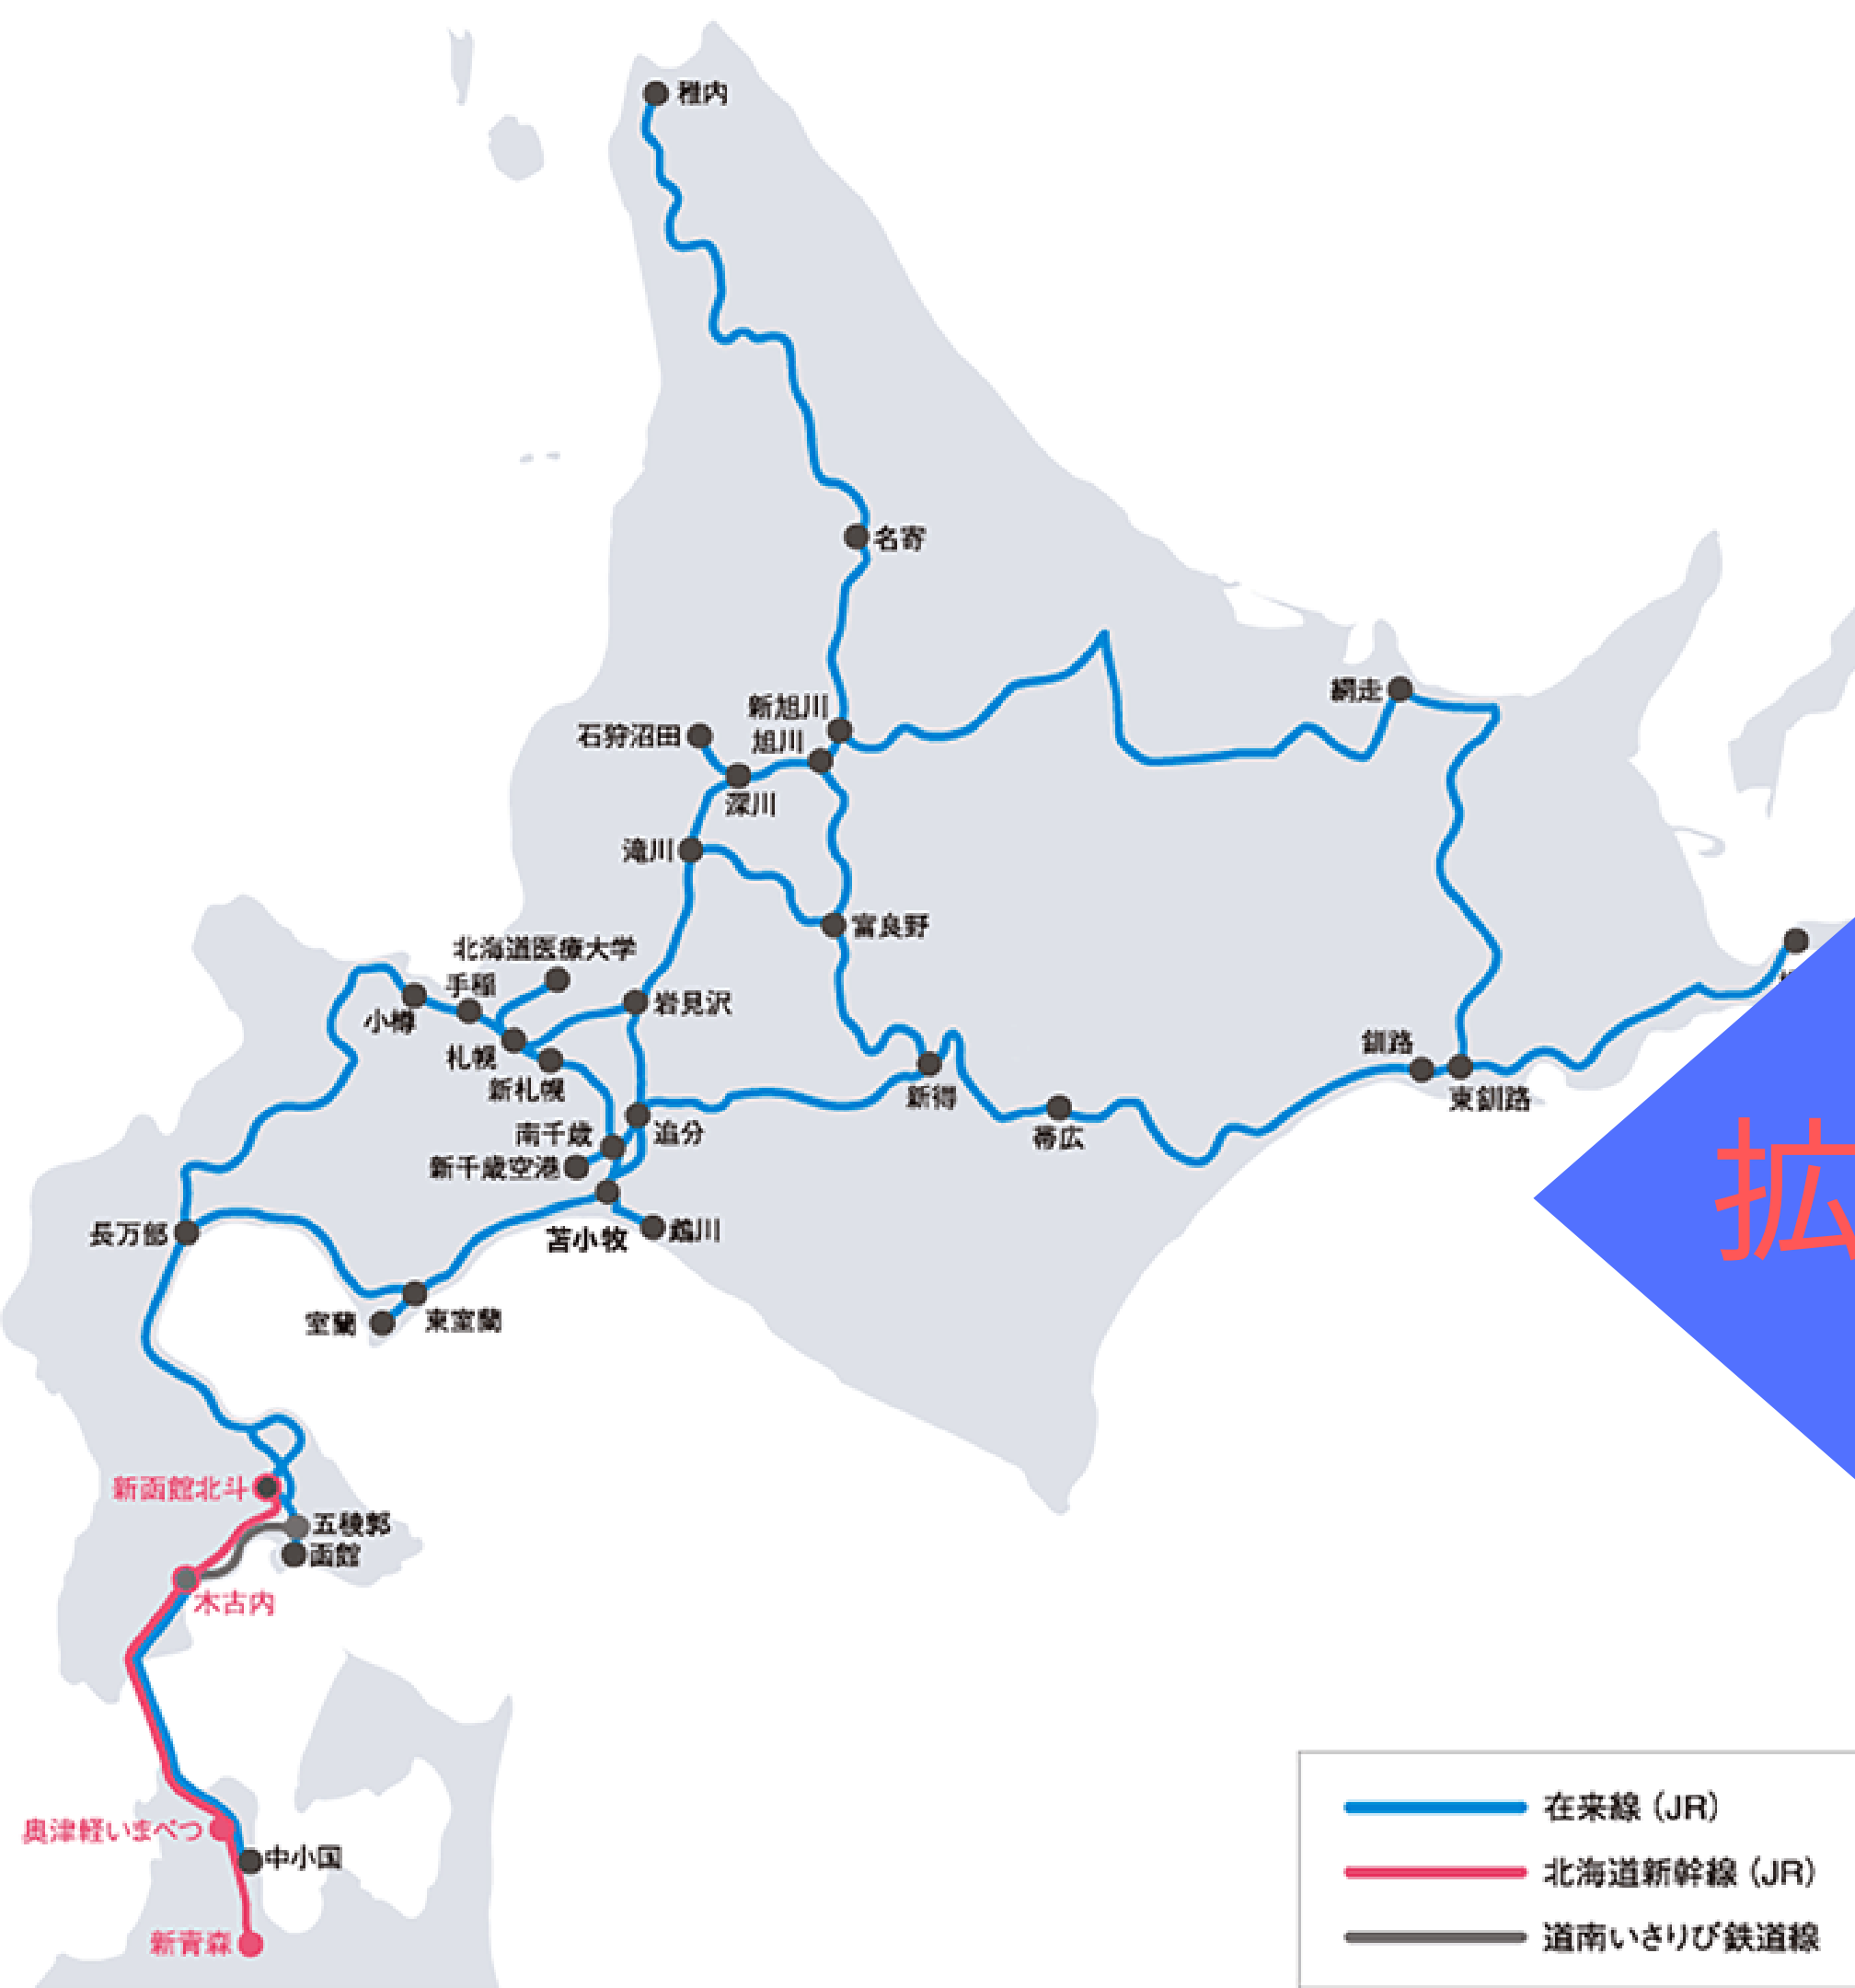 稚内
名寄
新旭川
網走
石狩沼田
旭川
深川
滝川
富良野
北海道医療大学
手稲
岩見沢
小樽
札幌
釧路
新札幌
新得
東釧路
南千歳
追分
帯広
新千歳空港
拡
長万部
苫小牧
鵡川
室蘭
東室蘭
新函館北斗
五稜郭
函館
木古内
奥津軽いまべつ
中小国
新青森
在来線（JR）
北海道新幹線（JR）
道南いさりび鉄道線